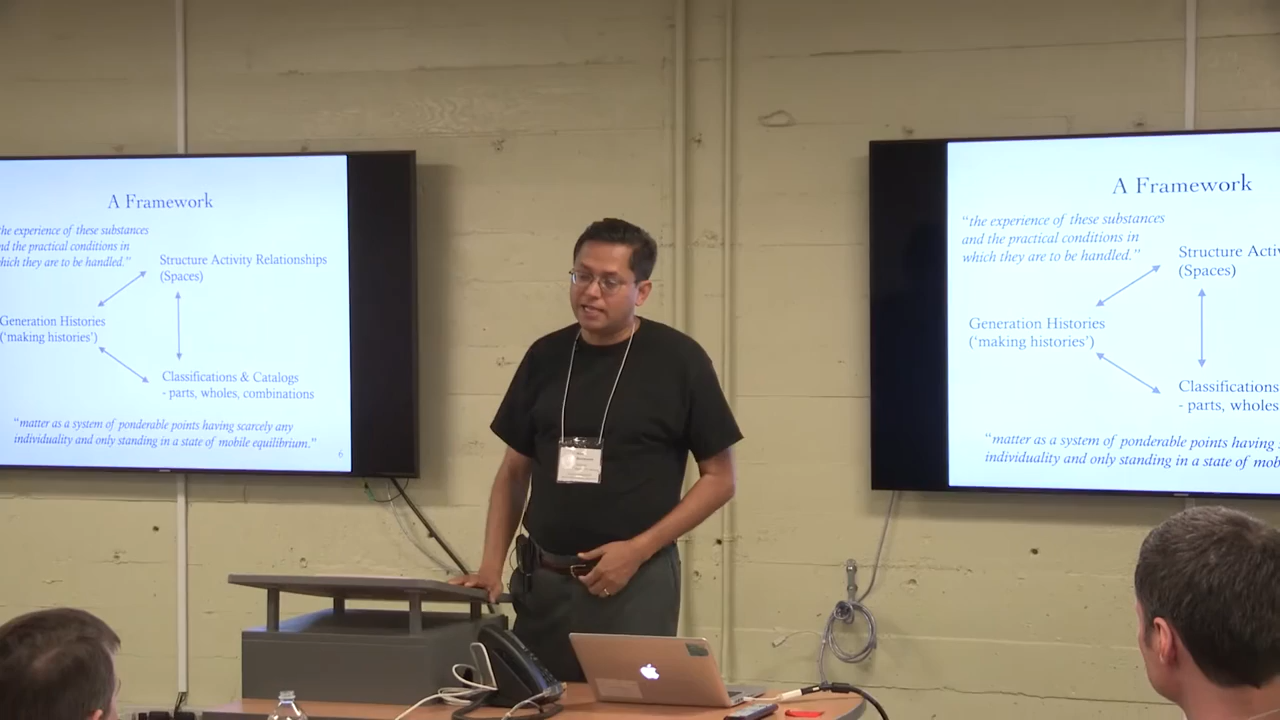 A Framework
the experience of these substances
nd the practical conditions in
which they are to be handled."
Structure Activity Relationships
(Spaces)
Generation Histories
('making histories')
Classifications & Catalogs
- parts, wholes, combinations
"matter as a system of ponderable points having scarcely any
individuality and only standing in a state of mobile equilibrium."
6
A Framework
"the experience of these substances
and the practical conditions in
which they are to be handled."
Structure Activ
(Spaces)
Generation Histories
('making histories')
Classifications
- parts, wholes
"matter as a system of ponderable points having
individuality and only standing in a state of mob